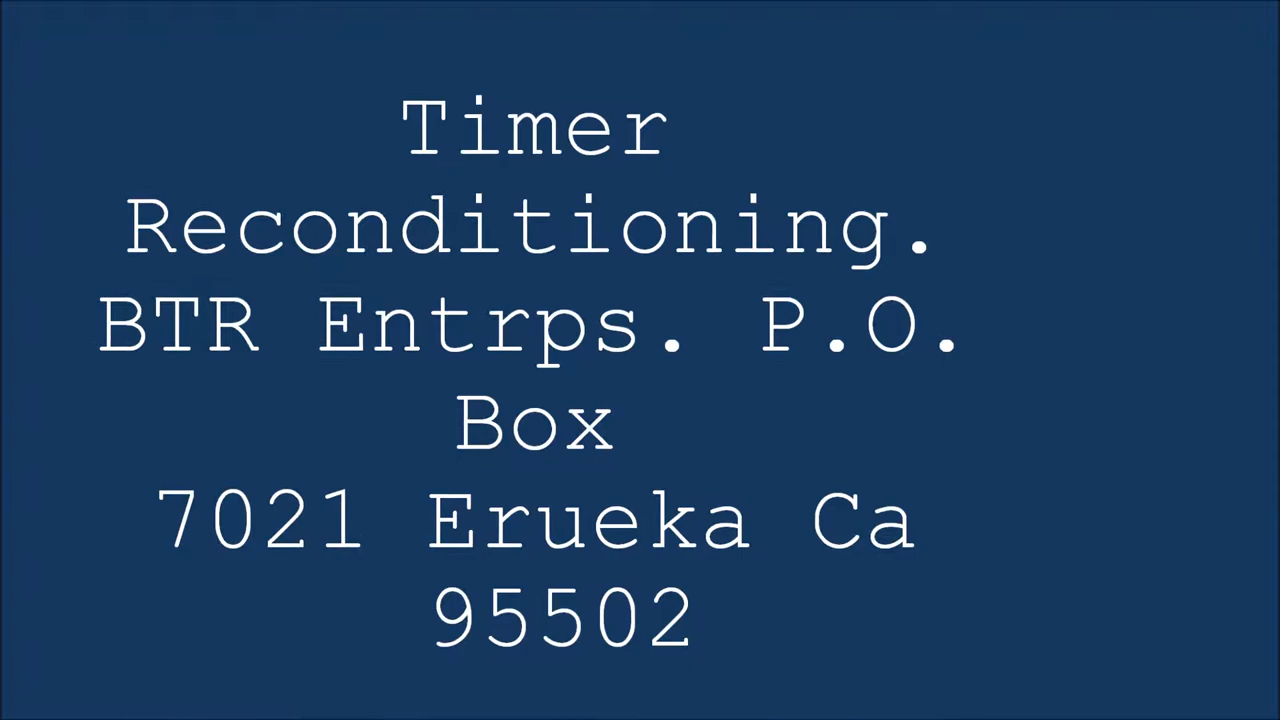 Timer
Reconditioning.
BTR Entrps. P.O.
Box
7021 Erueka Ca
95502